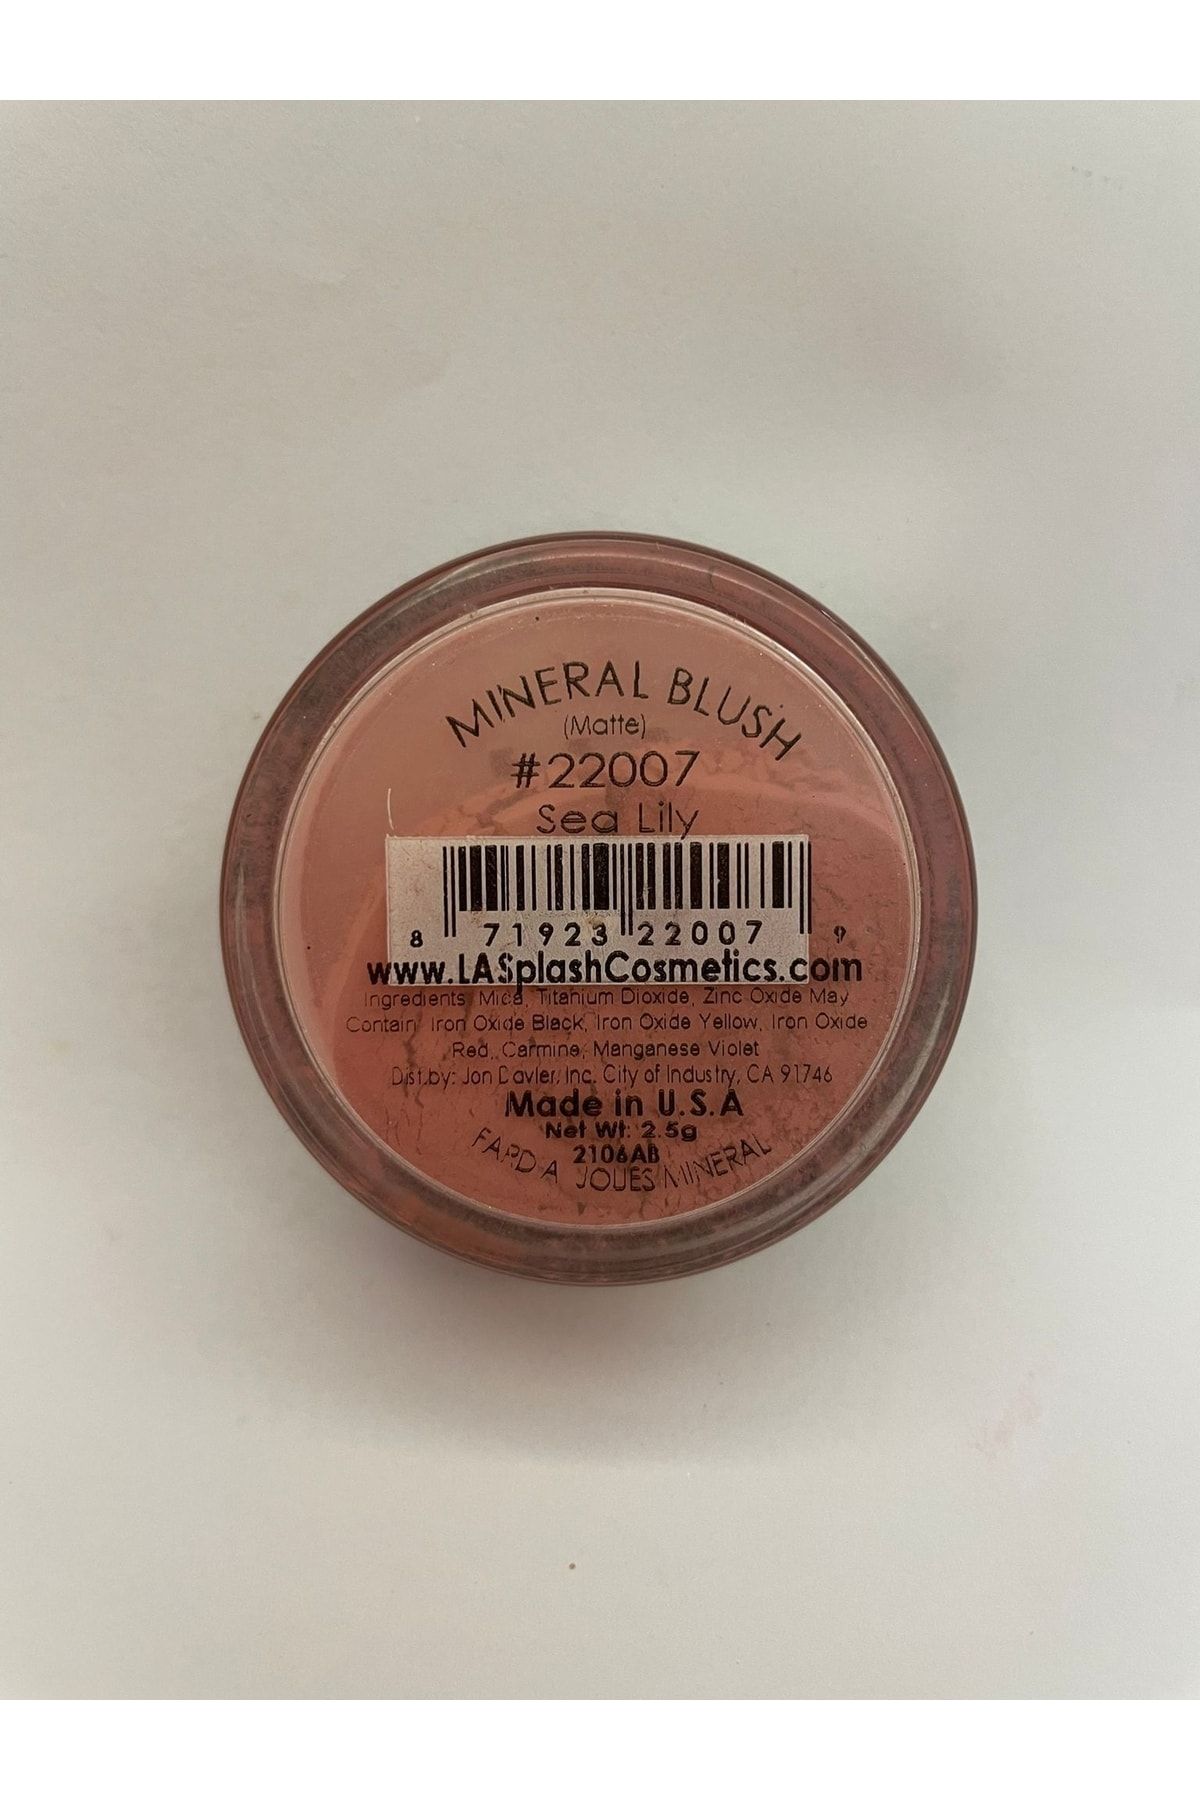 MINERAL BLUSH
(Matte)
#22007
Sea Lily
8 71923 22007 9
www.LASplashCosmetics.com
Ingredients: Mica, Titanium Dioxide, Zinc Oxide May
Contain: Iron Oxide Black, Iron Oxide Yellow, Iron Oxide
Red, Carmine, Manganese Violet
Dist.by: Jon Davler, Inc. City of Industry, CA 91746
Made in U.S.A
Net Wt: 2.5g
2106AB
FARD A JOUES MINERAL